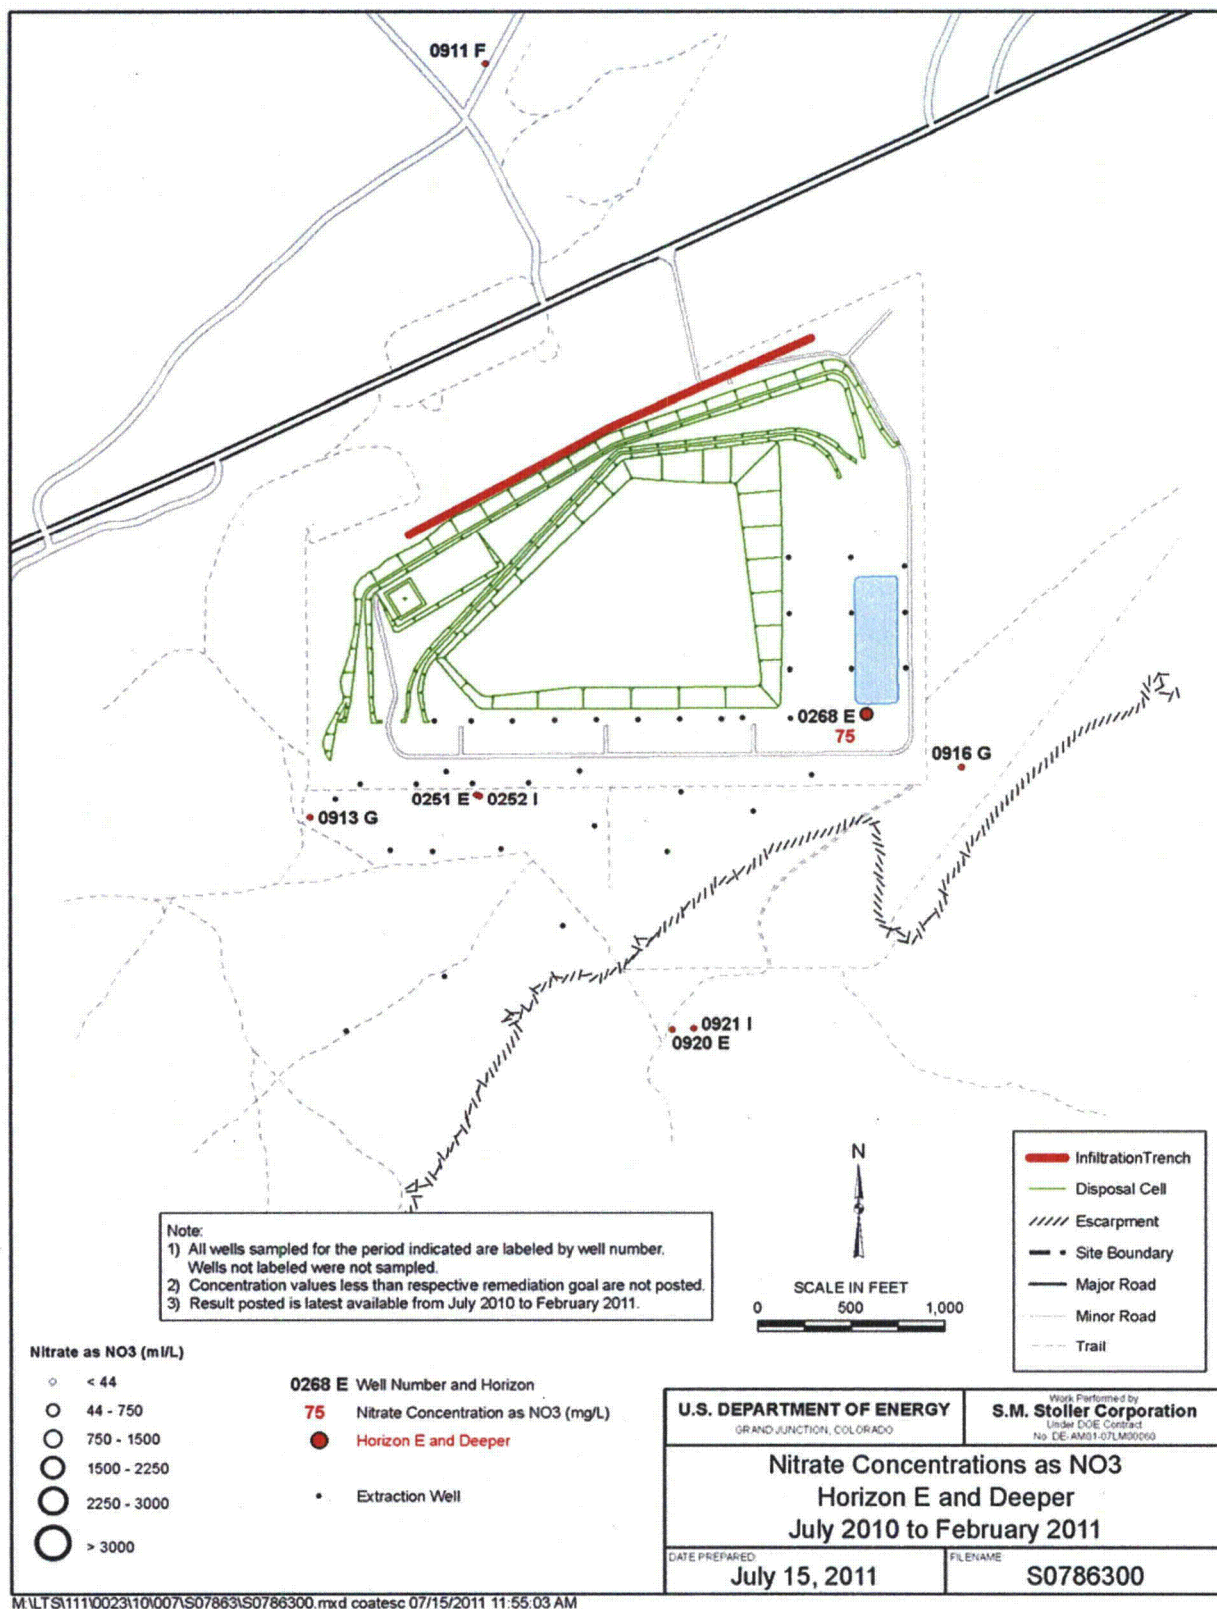 0911 F
0268 E
75
0916 G
0251 E
0252 I
0913 G
0921 I
0920 E
N
SCALE IN FEET
0 500 1,000
InfiltrationTrench
Disposal Cell
Escarpment
Site Boundary
Major Road
Minor Road
Trail
Note:
1) All wells sampled for the period indicated are labeled by well number.
Wells not labeled were not sampled.
2) Concentration values less than respective remediation goal are not posted.
3) Result posted is latest available from July 2010 to February 2011.
Nitrate as NO3 (ml/L)
< 44
44 - 750
750 - 1500
1500 - 2250
2250 - 3000
> 3000
0268 E Well Number and Horizon
75 Nitrate Concentration as NO3 (mg/L)
Horizon E and Deeper
Extraction Well
U.S. DEPARTMENT OF ENERGY
GRAND JUNCTION, COLORADO
Work Performed by
S.M. Stoller Corporation
Under DOE Contract
No. DE-AM01-07LM00060
Nitrate Concentrations as NO3
Horizon E and Deeper
July 2010 to February 2011
DATE PREPARED:
July 15, 2011
FILENAME
S0786300
M:\LTS\111\0023\10\007\S07863\S0786300.mxd coatesc 07/15/2011 11:55:03 AM